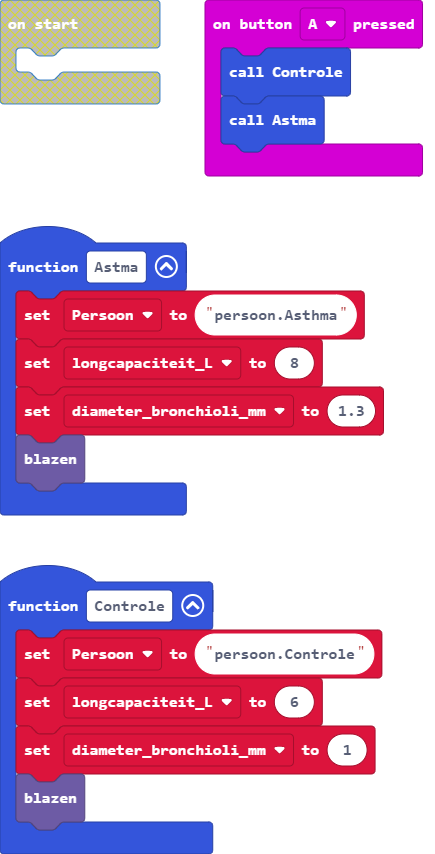 on start
on button A pressed
call Controle
call Astma
function Astma
set Persoon to "persoon.Asthma"
set longcapaciteit_L to 8
set diameter_bronchioli_mm to 1.3
blazen
function Controle
set Persoon to "persoon.Controle"
set longcapaciteit_L to 6
set diameter_bronchioli_mm to 1
blazen